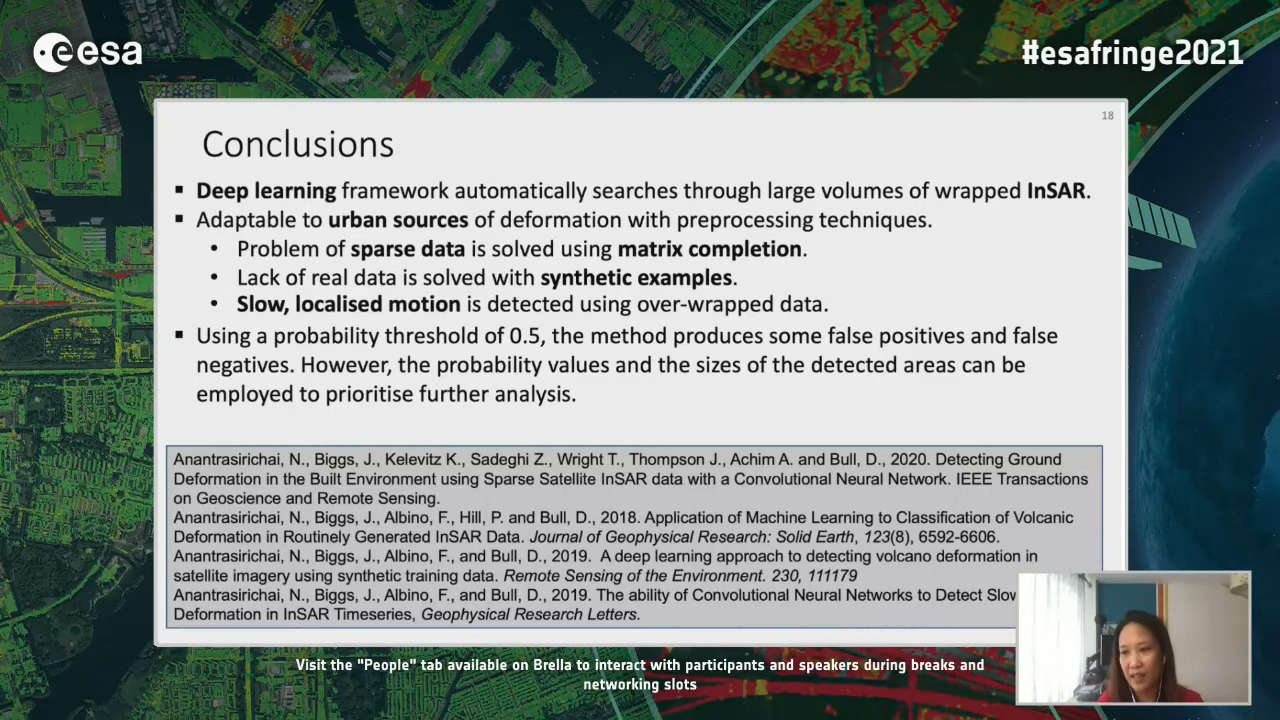 esa
#esafringe2021
18
Conclusions
▪ Deep learning framework automatically searches through large volumes of wrapped InSAR.
▪ Adaptable to urban sources of deformation with preprocessing techniques.
• Problem of sparse data is solved using matrix completion.
• Lack of real data is solved with synthetic examples.
• Slow, localised motion is detected using over-wrapped data.
▪ Using a probability threshold of 0.5, the method produces some false positives and false
negatives. However, the probability values and the sizes of the detected areas can be
employed to prioritise further analysis.
Anantrasirichai, N., Biggs, J., Kelevitz K., Sadeghi Z., Wright T., Thompson J., Achim A. and Bull, D., 2020. Detecting Ground
Deformation in the Built Environment using Sparse Satellite InSAR data with a Convolutional Neural Network. IEEE Transactions
on Geoscience and Remote Sensing.
Anantrasirichai, N., Biggs, J., Albino, F., Hill, P. and Bull, D., 2018. Application of Machine Learning to Classification of Volcanic
Deformation in Routinely Generated InSAR Data. Journal of Geophysical Research: Solid Earth, 123(8), 6592-6606.
Anantrasirichai, N., Biggs, J., Albino, F., and Bull, D., 2019. A deep learning approach to detecting volcano deformation in
satellite imagery using synthetic training data. Remote Sensing of the Environment. 230, 111179
Anantrasirichai, N., Biggs, J., Albino, F., and Bull, D., 2019. The ability of Convolutional Neural Networks to Detect Slow
Deformation in InSAR Timeseries, Geophysical Research Letters.
Visit the "People" tab available on Brella to interact with participants and speakers during breaks and
networking slots